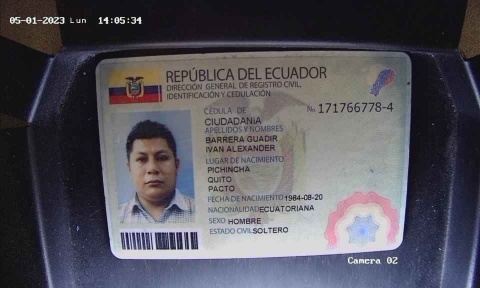 05-01-2023 Lun 14:05:34
REPÚBLICA DEL ECUADOR
DIRECCIÓN GENERAL DE REGISTRO CIVIL,
IDENTIFICACIÓN Y CEDULACIÓN
CÉDULA DE No 171766778-4
CIUDADANIA
APELLIDOS Y NOMBRES
BARRERA GUADIR
IVAN ALEXANDER
LUGAR DE NACIMIENTO
PICHINCHA
QUITO
PACTO
FECHA DE NACIMIENTO 1984-08-20
NACIONALIDAD ECUATORIANA
SEXO HOMBRE
ESTADO CIVIL SOLTERO
Camera 02